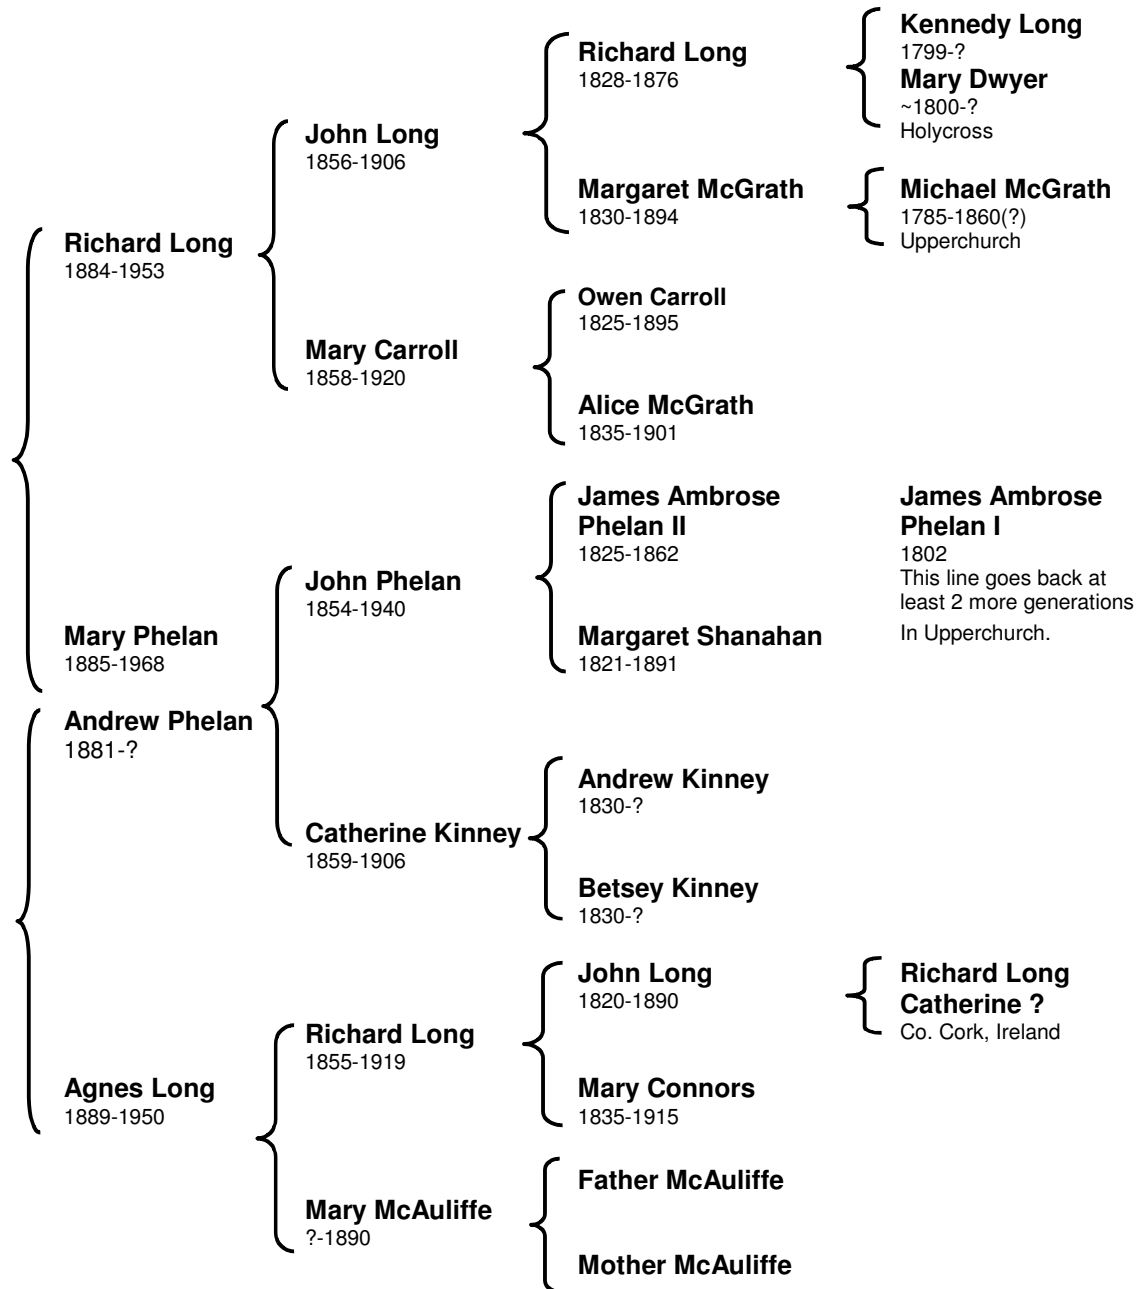 Richard Long
1884-1953
Mary Phelan
1885-1968
Andrew Phelan
1881-?
Agnes Long
1889-1950
John Long
1856-1906
Mary Carroll
1858-1920
John Phelan
1854-1940
Catherine Kinney
1859-1906
Richard Long
1855-1919
Mary McAuliffe
?-1890
Richard Long
1828-1876
Margaret McGrath
1830-1894
Owen Carroll
1825-1895
Alice McGrath
1835-1901
James Ambrose
Phelan II
1825-1862
Margaret Shanahan
1821-1891
Andrew Kinney
1830-?
Betsey Kinney
1830-?
John Long
1820-1890
Mary Connors
1835-1915
Father McAuliffe
Mother McAuliffe
Kennedy Long
1799-?
Mary Dwyer
~1800-?
Holycross
Michael McGrath
1785-1860(?)
Upperchurch
James Ambrose
Phelan I
1802
This line goes back at
least 2 more generations
In Upperchurch.
Richard Long
Catherine ?
Co. Cork, Ireland